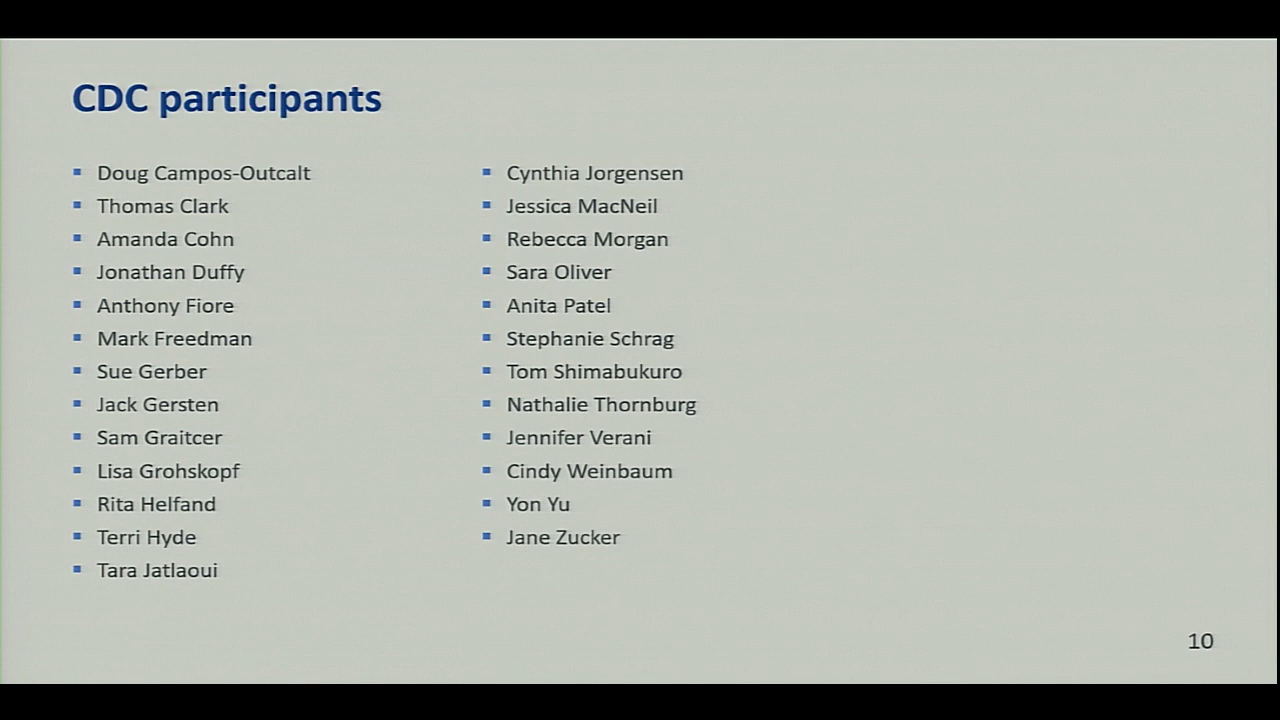 CDC participants
Doug Campos-Outcalt
Thomas Clark
Amanda Cohn
Jonathan Duffy
Anthony Fiore
Mark Freedman
Sue Gerber
Jack Gersten
Sam Graitcer
Lisa Grohskopf
Rita Helfand
Terri Hyde
Tara Jatlaoui
Cynthia Jorgensen
Jessica MacNeil
Rebecca Morgan
Sara Oliver
Anita Patel
Stephanie Schrag
Tom Shimabukuro
Nathalie Thornburg
Jennifer Verani
Cindy Weinbaum
Yon Yu
Jane Zucker
10